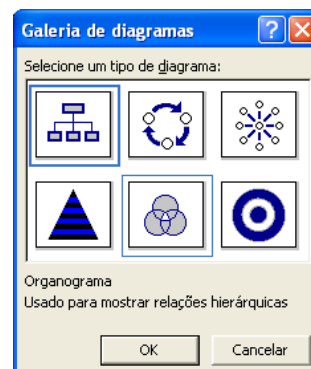 Galeria de diagramas
Selecione um tipo de diagrama:
Organograma
Usado para mostrar relações hierárquicas
OK
Cancelar